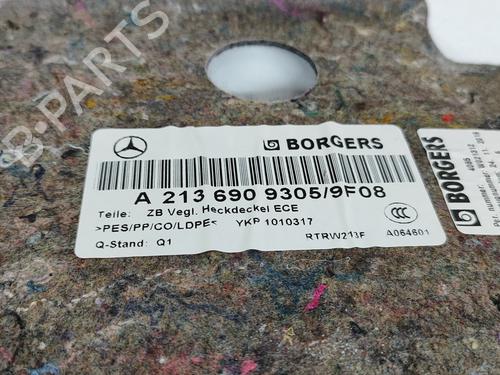 BORGERS
A 213 690 9305/9F08
Teile: ZB Vegl. Heckdeckel ECE
>PES/PP/CO/LDPE< YKP 1010317
Q-Stand: Q1
RTRW213F
A064601
CCC
BORGERS
B-PARTS